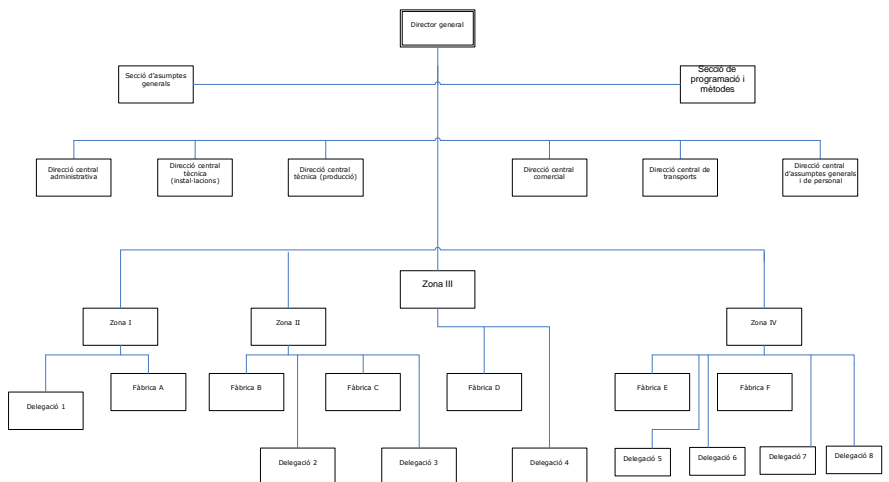 Director general
Secció d'asumptes
generals
Secció de
programació i
mètodes
Direcció central
administrativa
Direcció central
tècnica
(instal·lacions)
Direcció central
tècnica (producció)
Direcció central
comercial
Direcció central de
transports
Direcció central
d'assumptes generals
i de personal
Zona III
Zona I
Zona II
Zona IV
Delegació 1
Fàbrica A
Fàbrica B
Fàbrica C
Fàbrica D
Fàbrica E
Fàbrica F
Delegació 2
Delegació 3
Delegació 4
Delegació 5
Delegació 6
Delegació 7
Delegació 8